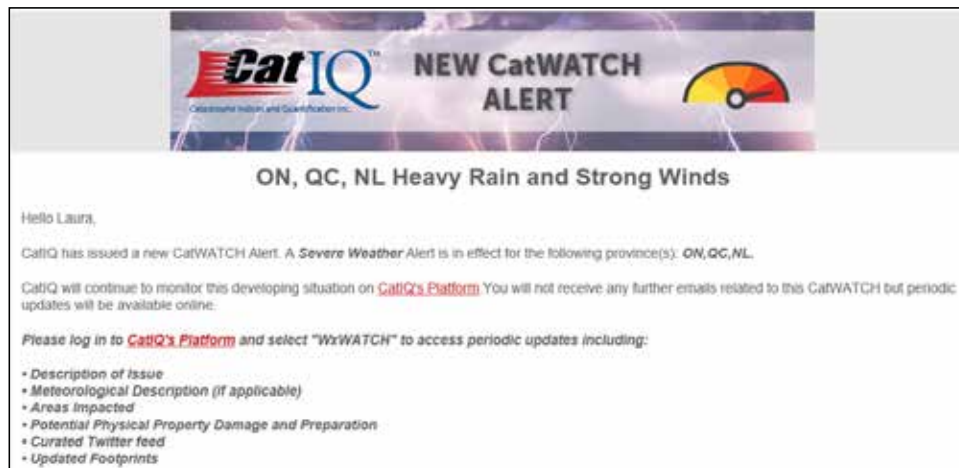 CatIQ™
Catastrophe Indices and Quantification Inc.
NEW CatWATCH
ALERT
ON, QC, NL Heavy Rain and Strong Winds
Hello Laura,
CatIQ has issued a new CatWATCH Alert. A Severe Weather Alert is in effect for the following province(s): ON,QC,NL.
CatIQ will continue to monitor this developing situation on CatIQ's Platform You will not receive any further emails related to this CatWATCH but periodic
updates will be available online.
Please log in to CatIQ's Platform and select "WxWATCH" to access periodic updates including:
• Description of Issue
• Meteorological Description (if applicable)
• Areas Impacted
• Potential Physical Property Damage and Preparation
• Curated Twitter feed
• Updated Footprints